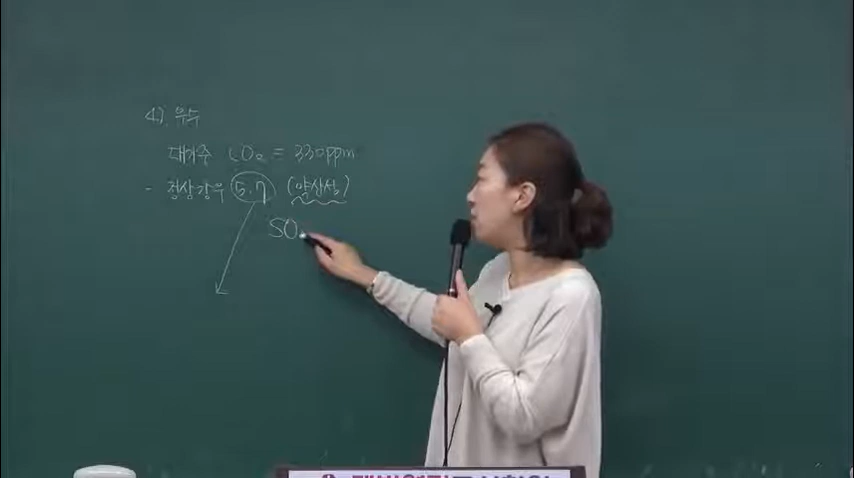 4). 우수
대기중 CO₂ = 330ppm
- 정상강우 5.7 (약산성)
SO